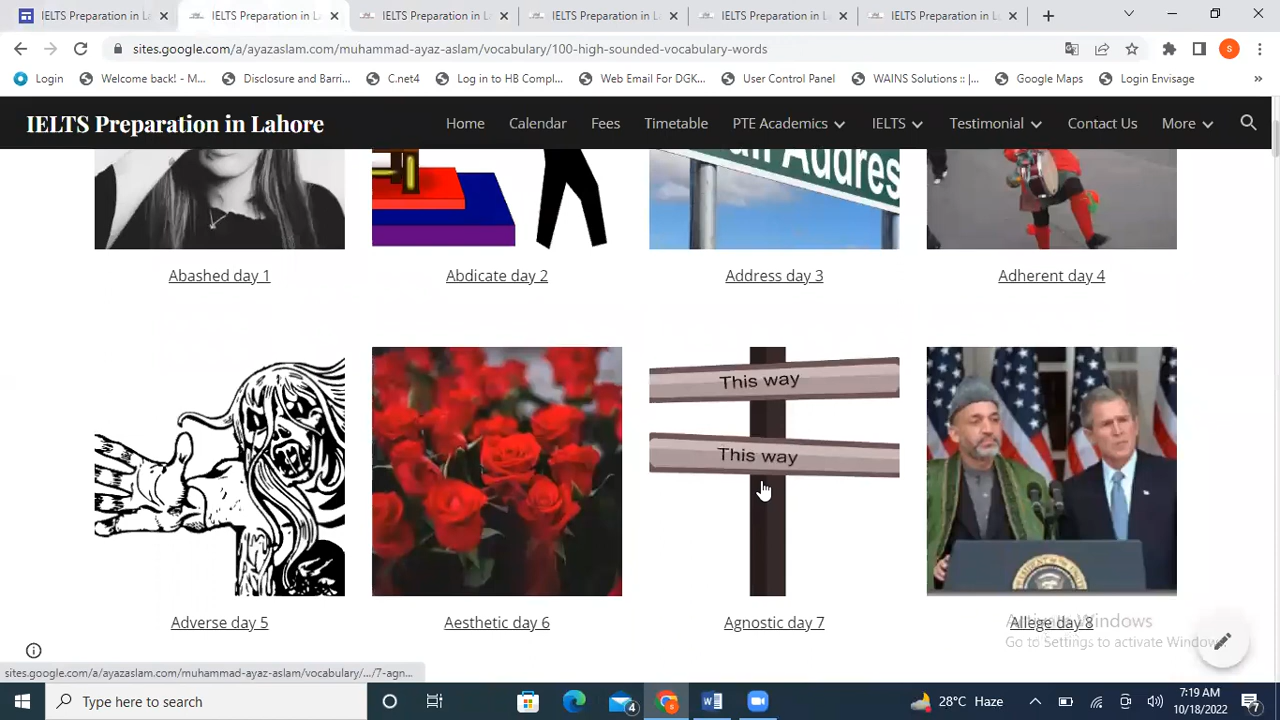 IELTS Preparation in L
IELTS Preparation in La
IELTS Preparation in La
IELTS Preparation in La
IELTS Preparation in La
IELTS Preparation in Lo
sites.google.com/a/ayazaslam.com/muhammad-ayaz-aslam/vocabulary/100-high-sounded-vocabulary-words
S
Login
Welcome back! - M...
Disclosure and Barri...
C.net4
Log in to HB Compl...
Web Email For DGK...
User Control Panel
WAINS Solutions :: |...
Google Maps
Login Envisage
»
IELTS Preparation in Lahore
Home
Calendar
Fees
Timetable
PTE Academics
IELTS
Testimonial
Contact Us
More
Addres
Abashed day 1
Abdicate day 2
Address day 3
Adherent day 4
This way
This way
Adverse day 5
Aesthetic day 6
Agnostic day 7
Allege day 8
Activate Windows
Go to Settings to activate Windows.
sites.google.com/a/ayazaslam.com/muhammad-ayaz-aslam/vocabulary/.../7-agn...
Type here to search
4
28°C Haze
7:19 AM
10/18/2022
7